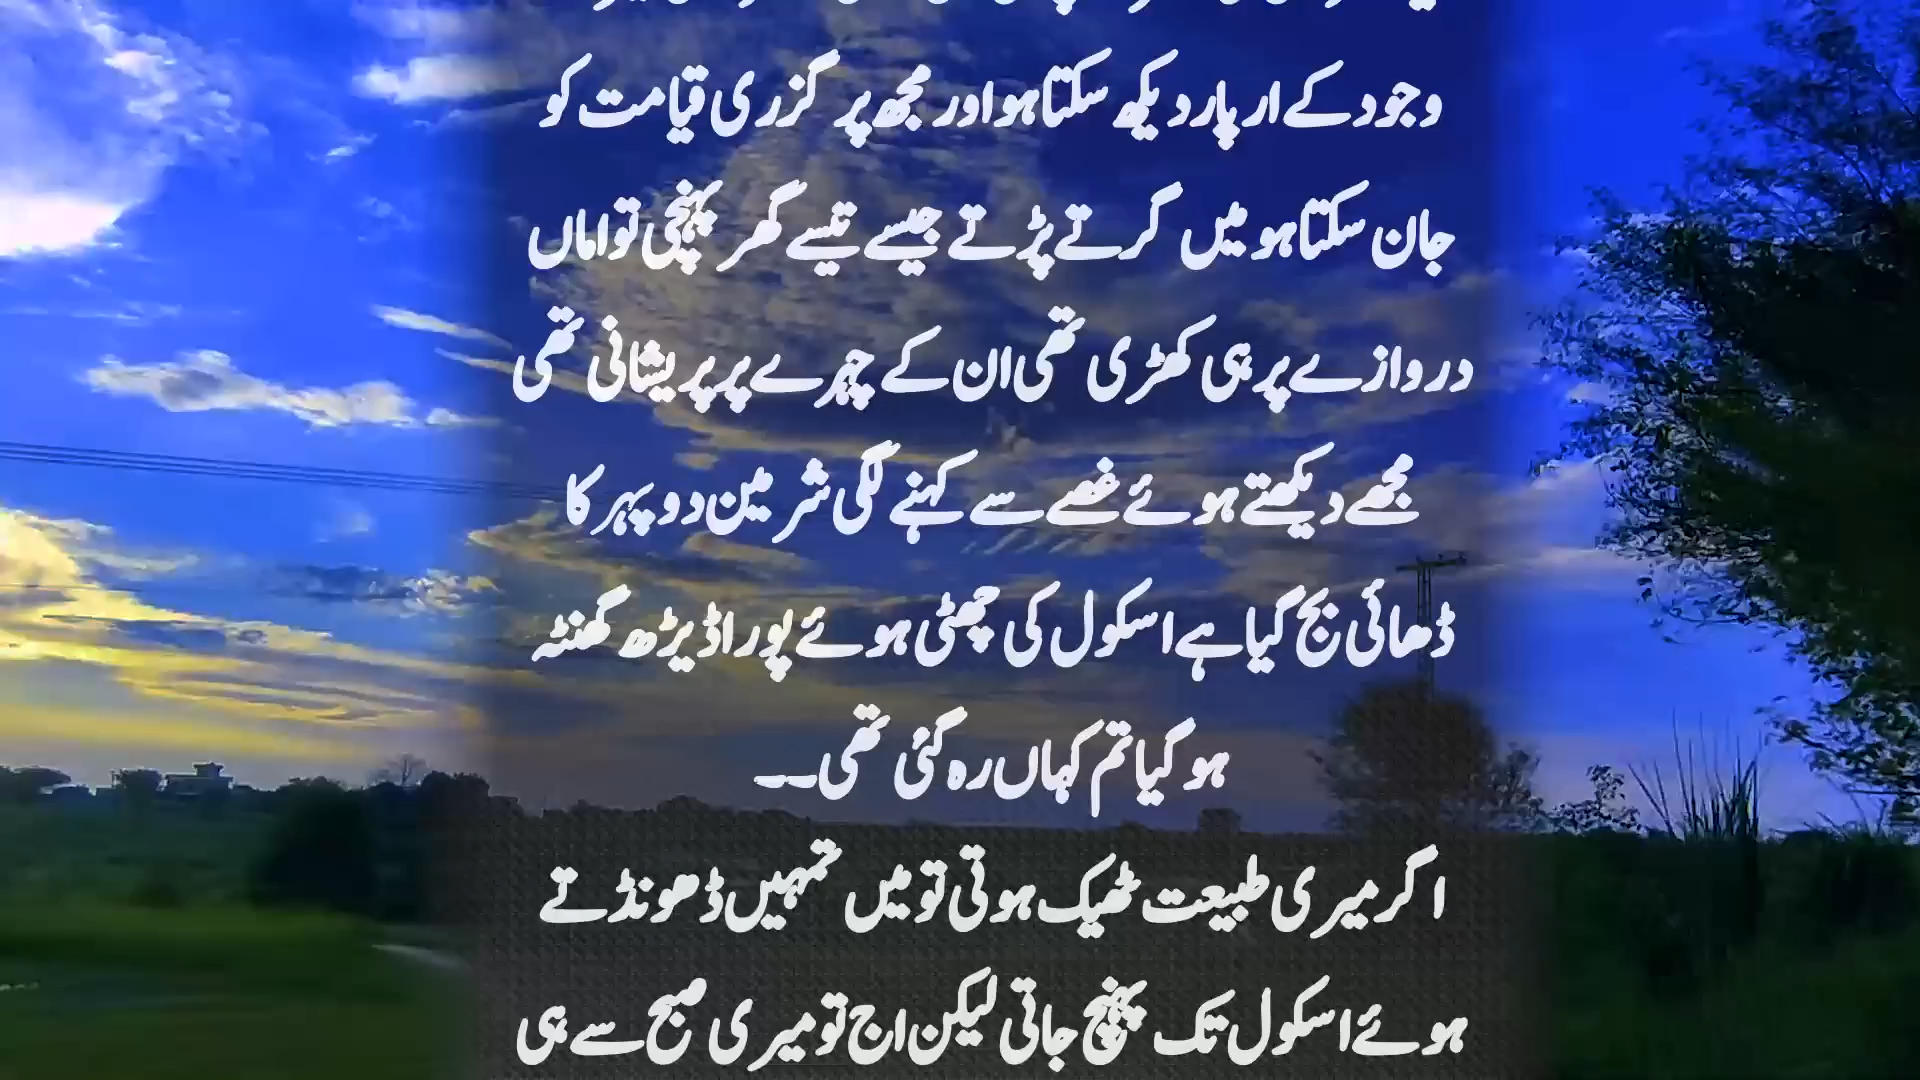 وجود کے ار پار دیکھ سکتا ہو اور مجھ پر گزری قیامت کو
جان سکتا ہو میں گرتے پڑتے جیسے تیسے گھر پہنچی تو اماں
دروازے پر ہی کھڑی تھی ان کے چہرے پر پریشانی تھی
مجھے دیکھتے ہوئے غصے سے کہنے لگی شرمین دوپہر کا
ڈھائی بج گیا ہے اسکول کی چھٹی ہوئے پورا ڈیڑھ گھنٹہ
ہو گیا تم کہاں رہ گئی تھی۔۔
اگر میری طبیعت ٹھیک ہوتی تو میں تمہیں ڈھونڈتے
ہوئے اسکول تک پہنچ جاتی لیکن اج تو میری صبح سے ہی